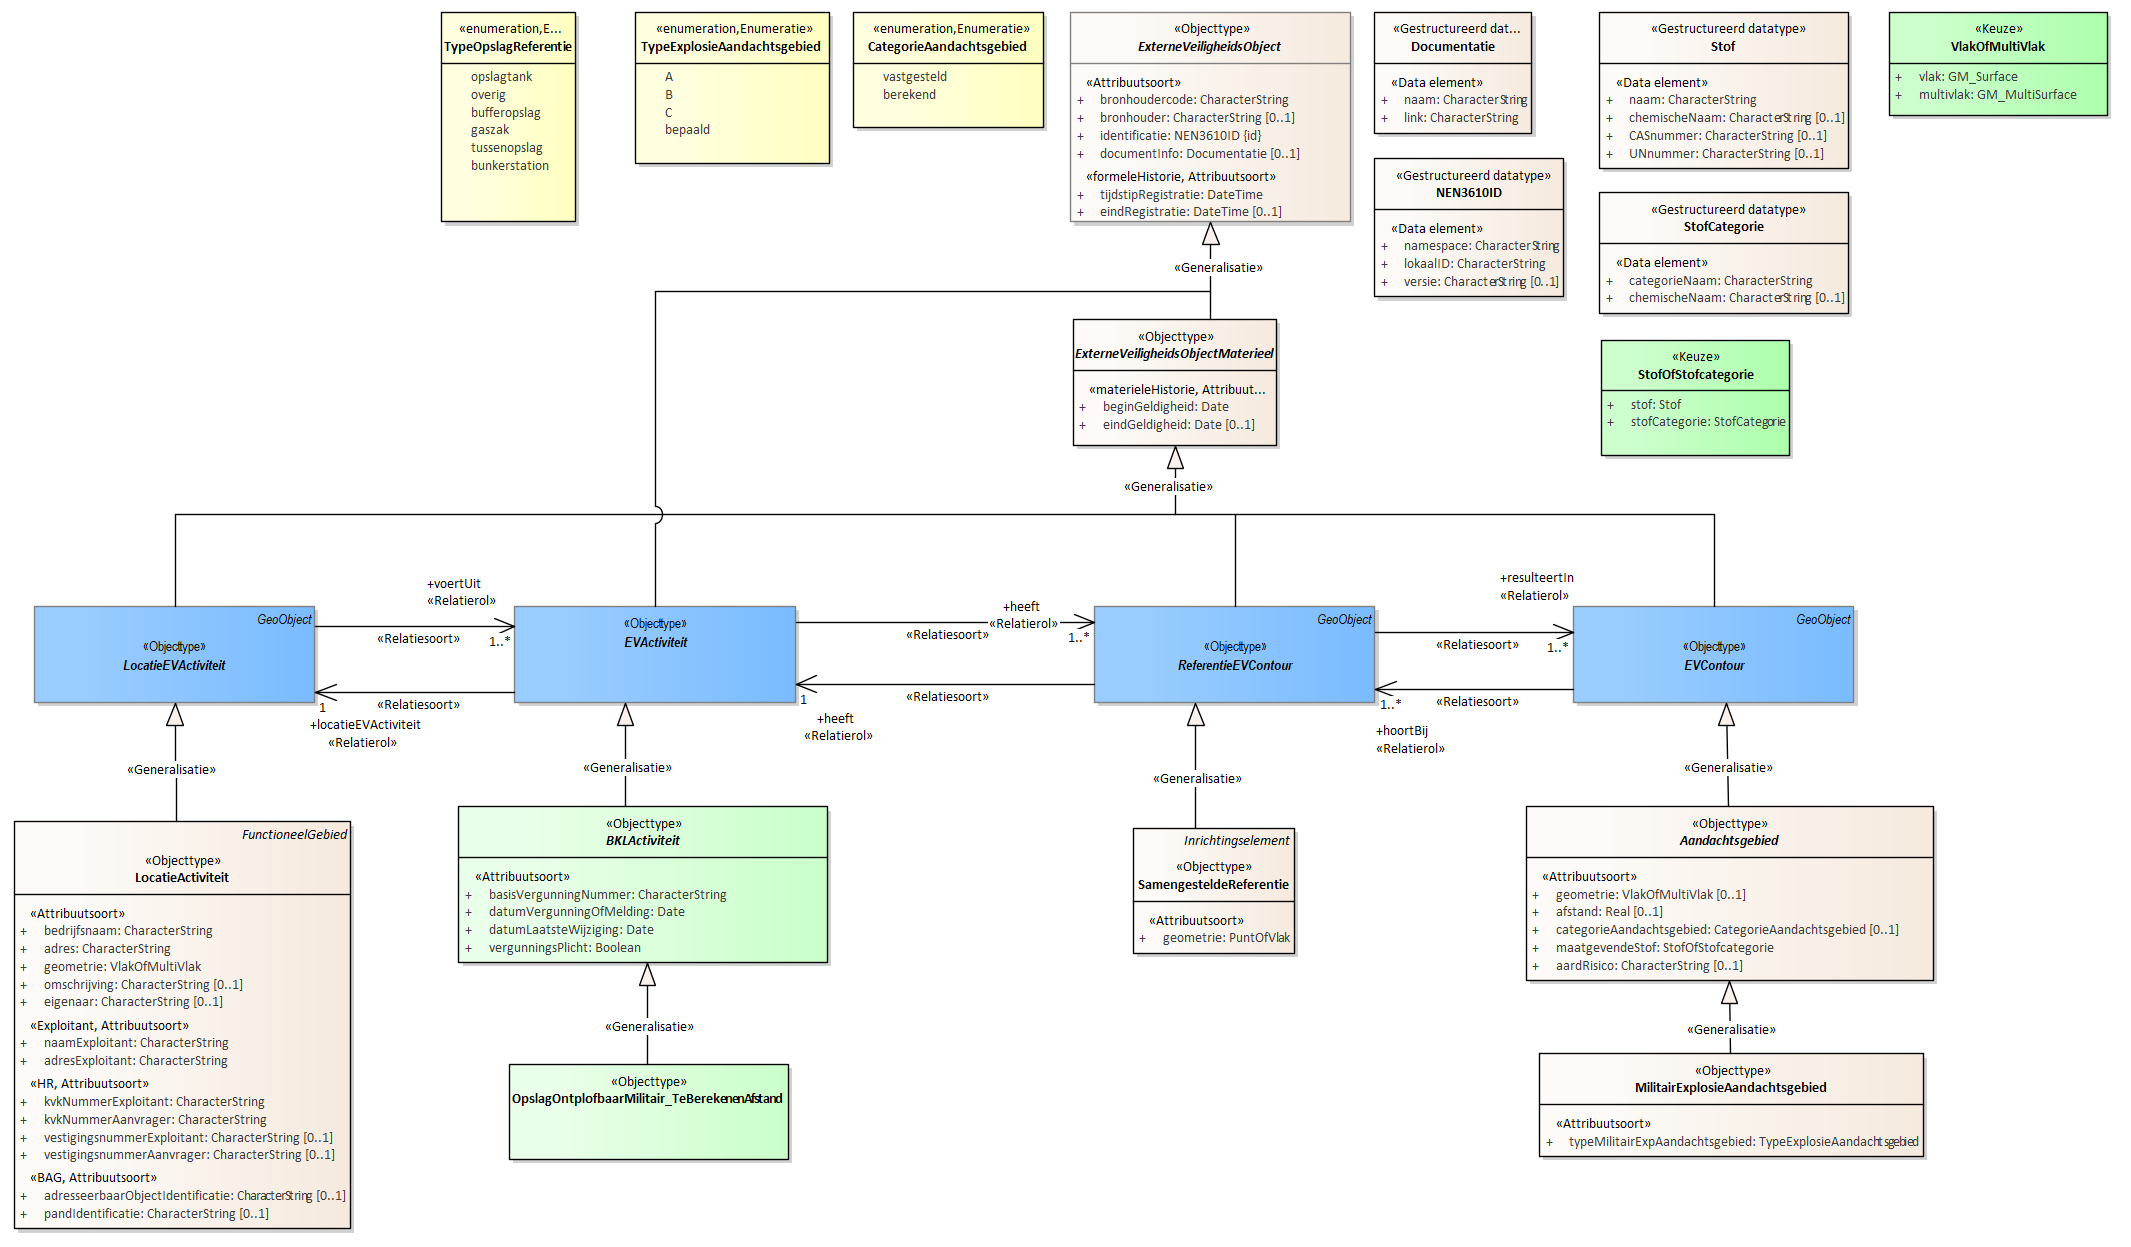 «enumeration,E...
TypeOpslagReferentie
opslagtank
overig
bufferopslag
gaszak
tussenopslag
bunkerstation
«enumeration,Enumeratie»
TypeExplosieAandachtsgebied
A
B
C
bepaald
«enumeration,Enumeratie»
CategorieAandachtsgebied
vastgesteld
berekend
«Objecttype»
ExterneVeiligheidsObject
«Attribuutsoort»
+ bronhoudercode: CharacterString
+ bronhouder: CharacterString [0..1]
+ identificatie: NEN3610ID {id}
+ documentInfo: Documentatie [0..1]
«formeleHistorie, Attribuutsoort»
+ tijdstipRegistratie: DateTime
+ eindRegistratie: DateTime [0..1]
«Gestructureerd dat...
Documentatie
«Data element»
+ naam: CharacterString
+ link: CharacterString
«Gestructureerd datatype»
NEN3610ID
«Data element»
+ namespace: CharacterString
+ lokaalID: CharacterString
+ versie: CharacterString [0..1]
«Gestructureerd datatype»
Stof
«Data element»
+ naam: CharacterString
+ chemischeNaam: CharacterString [0..1]
+ CASnummer: CharacterString [0..1]
+ UNnummer: CharacterString [0..1]
«Gestructureerd datatype»
StofCategorie
«Data element»
+ categorieNaam: CharacterString
+ chemischeNaam: CharacterString [0..1]
«Keuze»
StofOfStofcategorie
+ stof: Stof
+ stofCategorie: StofCategorie
«Keuze»
VlakOfMultiVlak
+ vlak: GM_Surface
+ multivlak: GM_MultiSurface
«Generalisatie»
«Objecttype»
ExterneVeiligheidsObjectMaterieel
«materieleHistorie, Attribuut...
+ beginGeldigheid: Date
+ eindGeldigheid: Date [0..1]
«Generalisatie»
GeoObject
«Objecttype»
LocatieEVActiviteit
+voertUit
«Relatierol»
«Relatiesoort»
1..*
«Relatiesoort»
1
+locatieEVActiviteit
«Relatierol»
«Objecttype»
EVActiviteit
+heeft
«Relatierol»
«Relatiesoort»
1..*
«Relatiesoort»
1
+heeft
«Relatierol»
GeoObject
«Objecttype»
ReferentieEVContour
+resulteertIn
«Relatierol»
«Relatiesoort»
1..*
«Relatiesoort»
1..*
+hoortBij
«Relatierol»
GeoObject
«Objecttype»
EVContour
«Generalisatie»
«Generalisatie»
«Generalisatie»
«Generalisatie»
FunctioneelGebied
«Objecttype»
LocatieActiviteit
«Attribuutsoort»
+ bedrijfsnaam: CharacterString
+ adres: CharacterString
+ geometrie: VlakOfMultiVlak
+ omschrijving: CharacterString [0..1]
+ eigenaar: CharacterString [0..1]
«Exploitant, Attribuutsoort»
+ naamExploitant: CharacterString
+ adresExploitant: CharacterString
«HR, Attribuutsoort»
+ kvkNummerExploitant: CharacterString
+ kvkNummerAanvrager: CharacterString
+ vestigingsnummerExploitant: CharacterString [0..1]
+ vestigingsnummerAanvrager: CharacterString [0..1]
«BAG, Attribuutsoort»
+ adresseerbaarObjectIdentificatie: CharacterString [0..1]
+ pandIdentificatie: CharacterString [0..1]
«Objecttype»
BKLActiviteit
«Attribuutsoort»
+ basisVergunningNummer: CharacterString
+ datumVergunningOfMelding: Date
+ datumLaatsteWijziging: Date
+ vergunningsPlicht: Boolean
«Generalisatie»
«Objecttype»
OpslagOntplofbaarMilitair_TeBerekenenAfstand
Inrichtingselement
«Objecttype»
SamengesteldeReferentie
«Attribuutsoort»
+ geometrie: PuntOfVlak
«Objecttype»
Aandachtsgebied
«Attribuutsoort»
+ geometrie: VlakOfMultiVlak [0..1]
+ afstand: Real [0..1]
+ categorieAandachtsgebied: CategorieAandachtsgebied [0..1]
+ maatgevendeStof: StofOfStofcategorie
+ aardRisico: CharacterString [0..1]
«Generalisatie»
«Objecttype»
MilitairExplosieAandachtsgebied
«Attribuutsoort»
+ typeMilitairExpAandachtsgebied: TypeExplosieAandachtsgebied